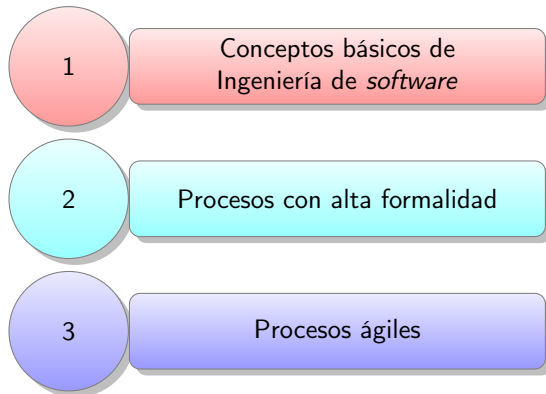 1
Conceptos básicos de
Ingeniería de software
2
Procesos con alta formalidad
3
Procesos ágiles